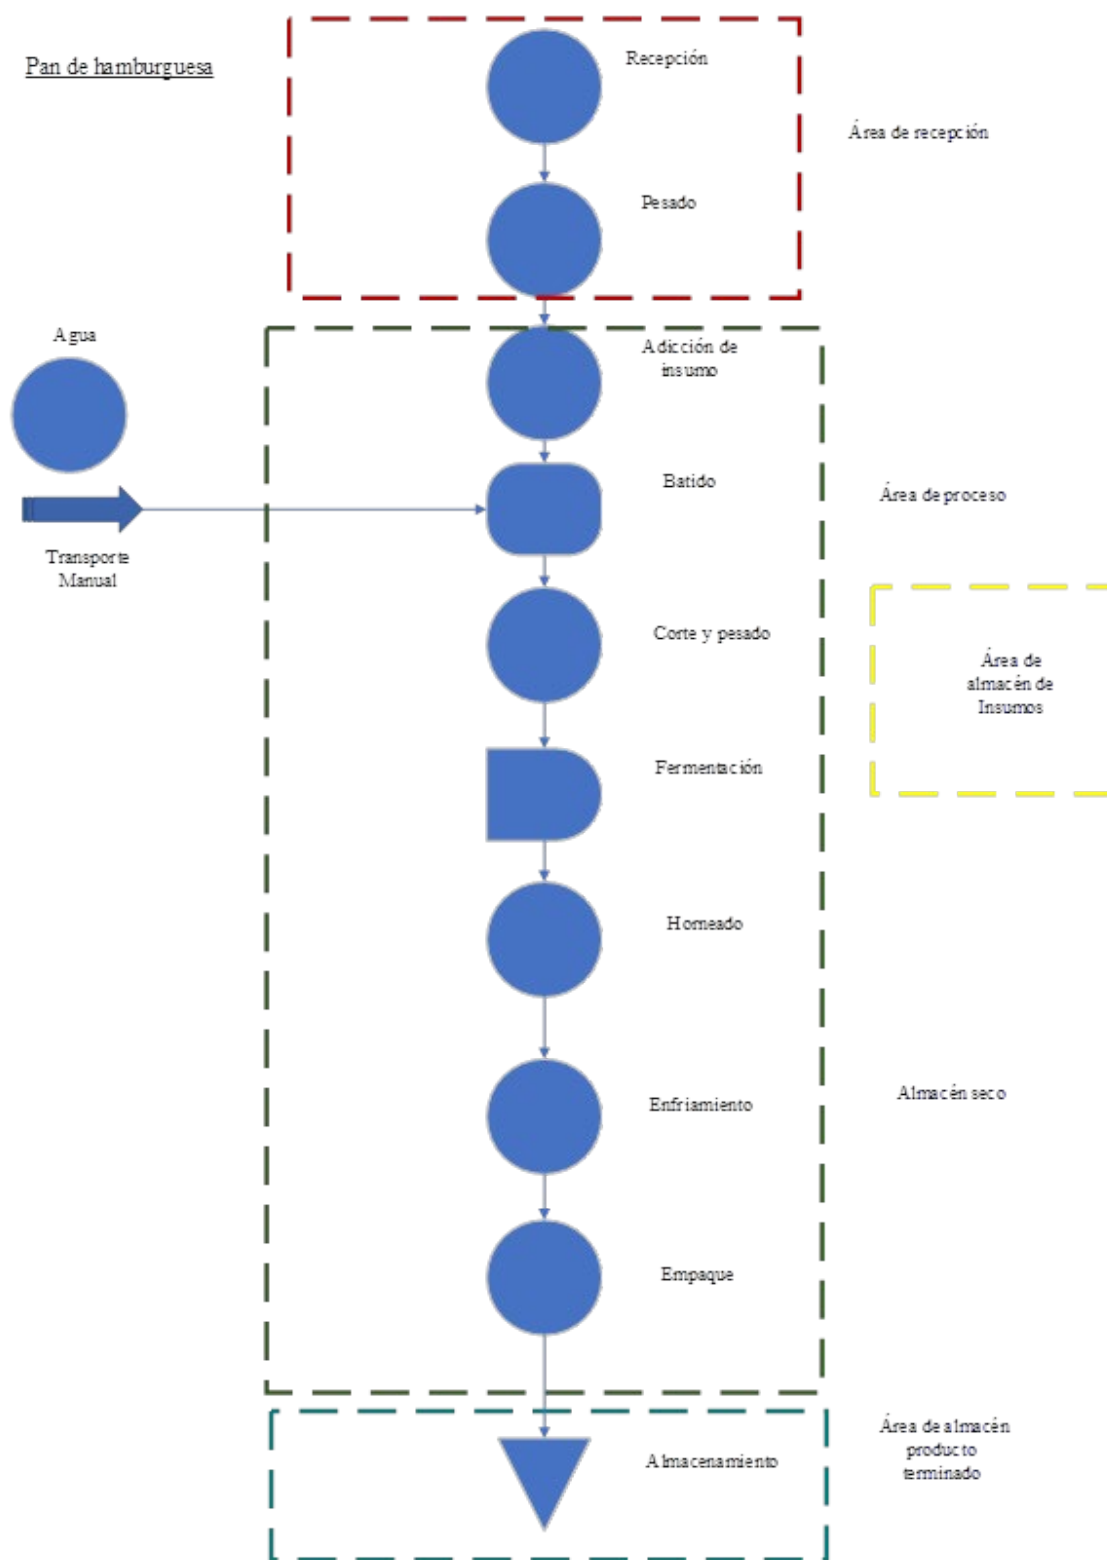 Pan de hamburguesa
Recepción
Área de recepción
Pesado
Agua
Adicción de
insumo
Batido
Área de proceso
Transporte
Manual
Corte y pesado
Área de
almacén de
Insumos
Fermentación
Horneado
Almacén seco
Enfriamiento
Empaque
Área de almacén
producto
terminado
Almacenamiento